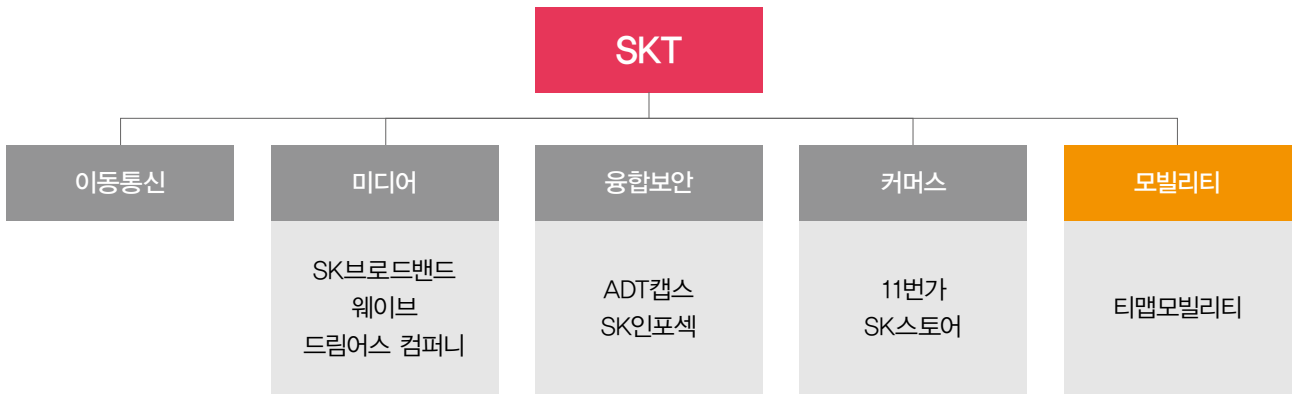 SKT
이동통신
미디어
융합보안
커머스
모빌리티
SK브로드밴드
웨이브
드림어스 컴퍼니
ADT캡스
SK인포섹
11번가
SK스토어
티맵모빌리티